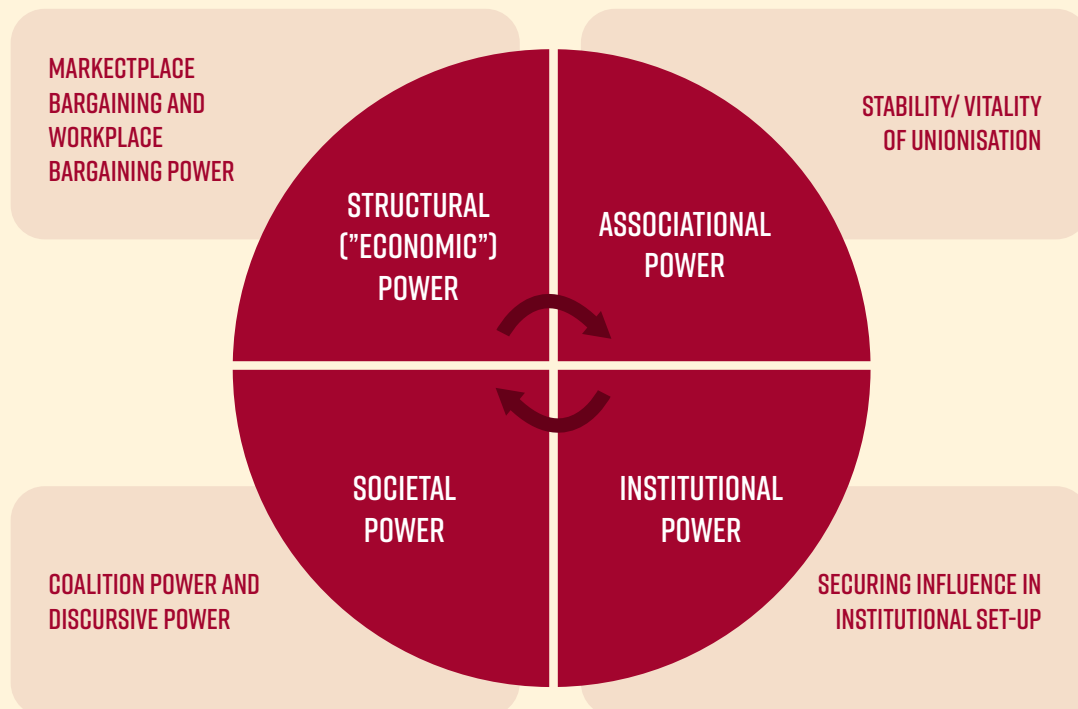 MARKECTPLACE
BARGAINING AND
WORKPLACE
BARGAINING POWER
STRUCTURAL
("ECONOMIC")
POWER
ASSOCIATIONAL
POWER
STABILITY/ VITALITY
OF UNIONISATION
COALITION POWER AND
DISCURSIVE POWER
SOCIETAL
POWER
INSTITUTIONAL
POWER
SECURING INFLUENCE IN
INSTITUTIONAL SET-UP